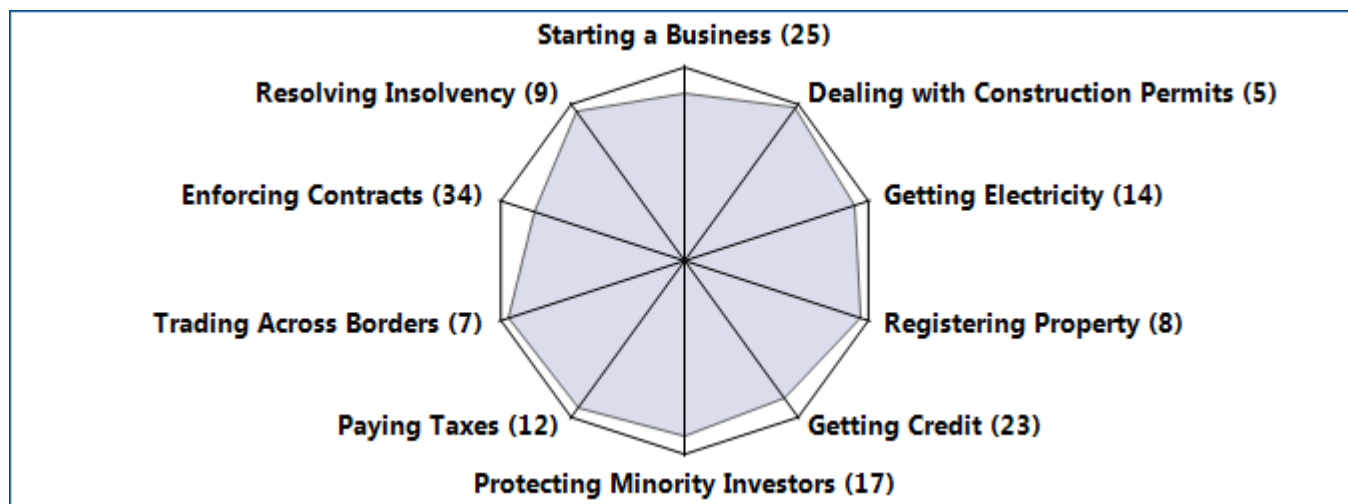 Starting a Business (25)
Resolving Insolvency (9)
Dealing with Construction Permits (5)
Enforcing Contracts (34)
Getting Electricity (14)
Trading Across Borders (7)
Registering Property (8)
Paying Taxes (12)
Getting Credit (23)
Protecting Minority Investors (17)